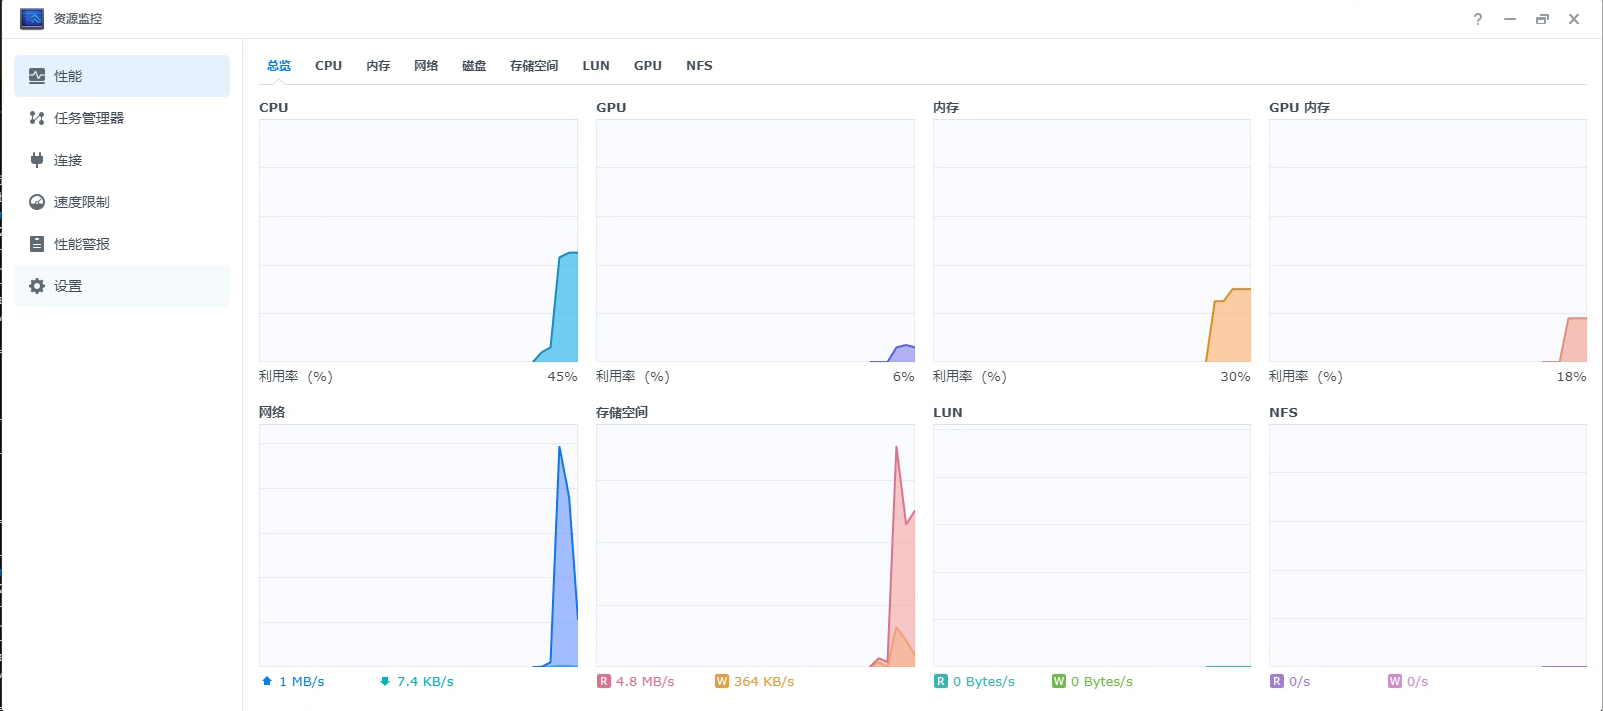 资源监控
?
性能
任务管理器
连接
速度限制
性能警报
设置
总览 CPU 内存 网络 磁盘 存储空间 LUN GPU NFS
CPU GPU 内存 GPU 内存
利用率 (%) 45% 利用率 (%) 6% 利用率 (%) 30% 利用率 (%) 18%
网络 存储空间 LUN NFS
1 MB/s 7.4 KB/s R 4.8 MB/s W 364 KB/s R 0 Bytes/s W 0 Bytes/s R 0/s W 0/s